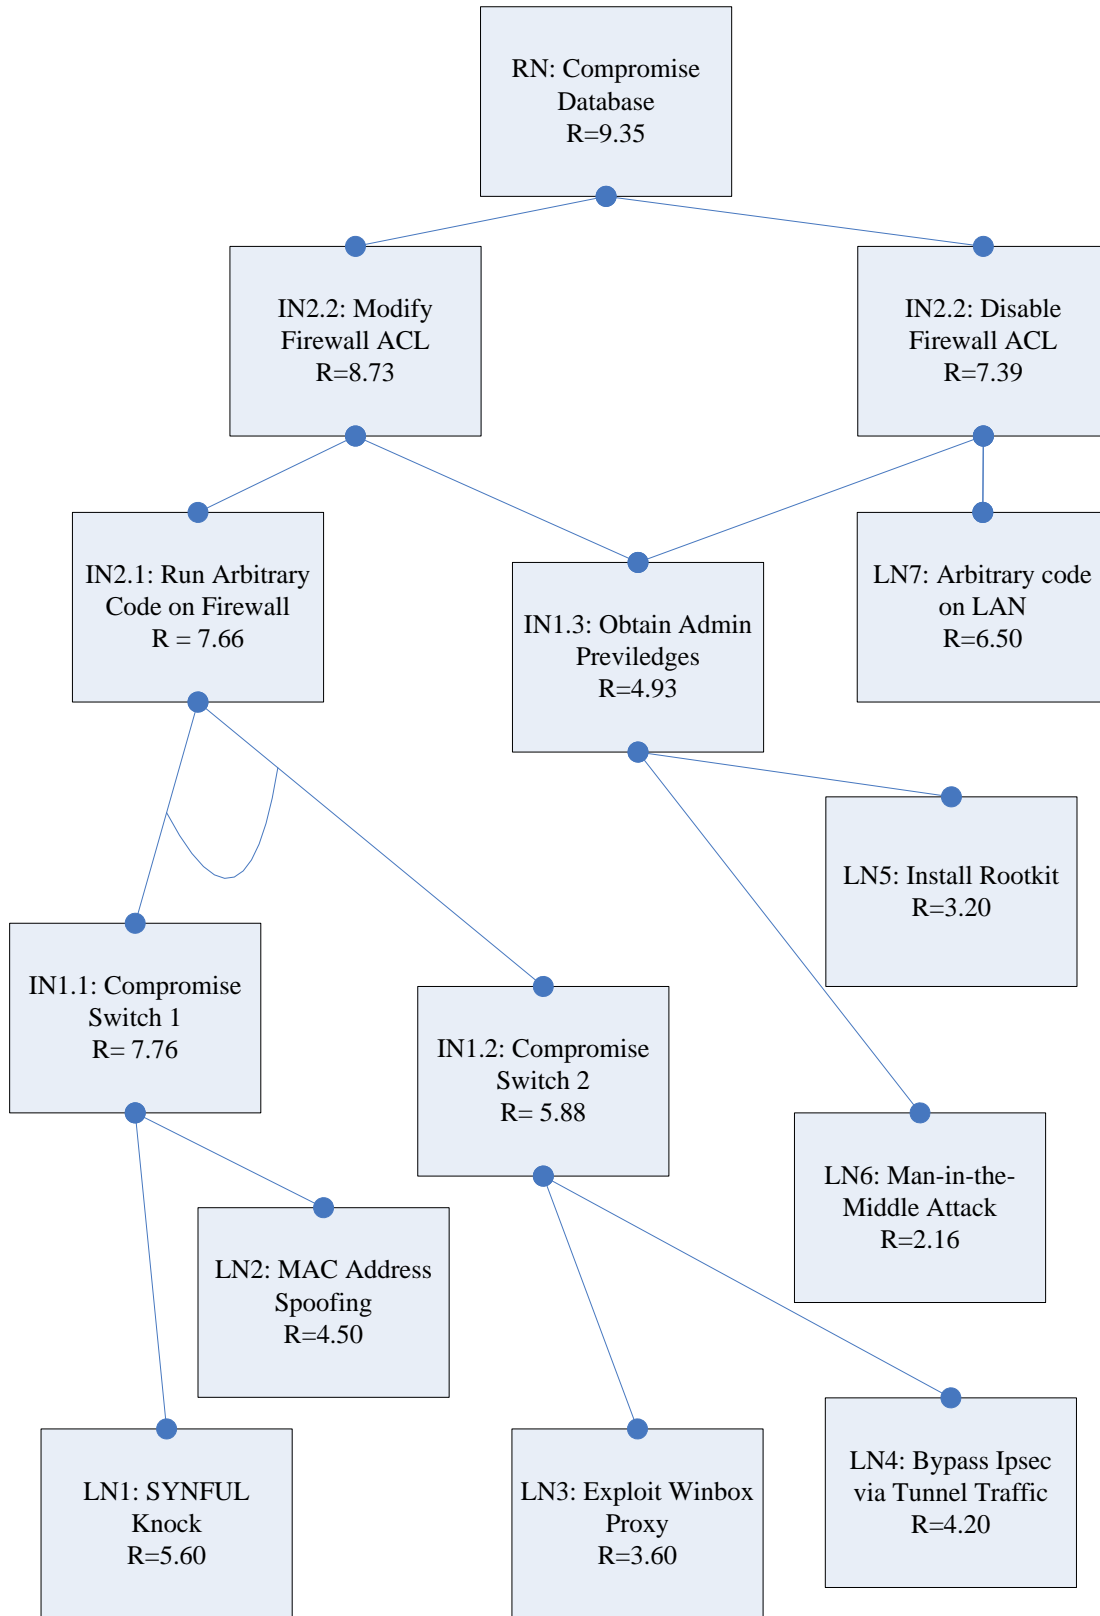 RN: Compromise
Database
R=9.35
IN2.2: Modify
Firewall ACL
R=8.73
IN2.2: Disable
Firewall ACL
R=7.39
IN2.1: Run Arbitrary
Code on Firewall
R = 7.66
IN1.3: Obtain Admin
Previledges
R=4.93
LN7: Arbitrary code
on LAN
R=6.50
LN5: Install Rootkit
R=3.20
IN1.1: Compromise
Switch 1
R= 7.76
IN1.2: Compromise
Switch 2
R= 5.88
LN6: Man-in-the-
Middle Attack
R=2.16
LN2: MAC Address
Spoofing
R=4.50
LN1: SYNFUL
Knock
R=5.60
LN3: Exploit Winbox
Proxy
R=3.60
LN4: Bypass Ipsec
via Tunnel Traffic
R=4.20